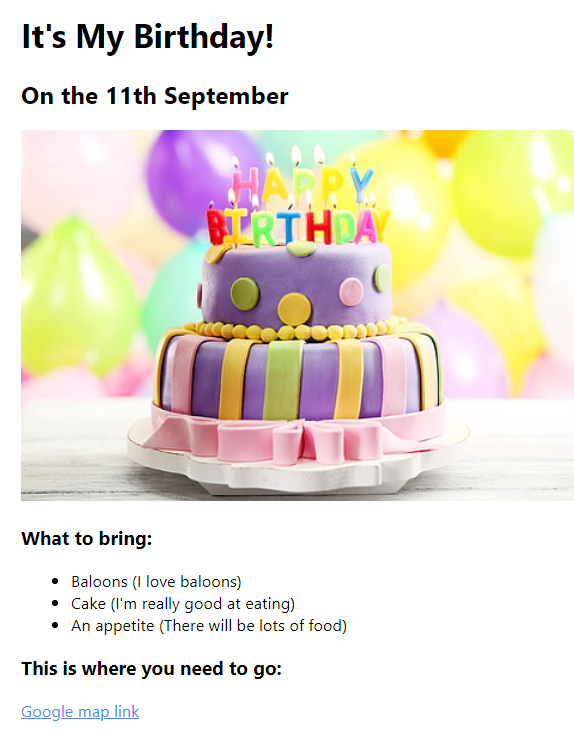 It's My Birthday!
On the 11th September
HAPPY
BIRTHDAY
What to bring:
Baloons (I love baloons)
Cake (I'm really good at eating)
An appetite (There will be lots of food)
This is where you need to go:
Google map link